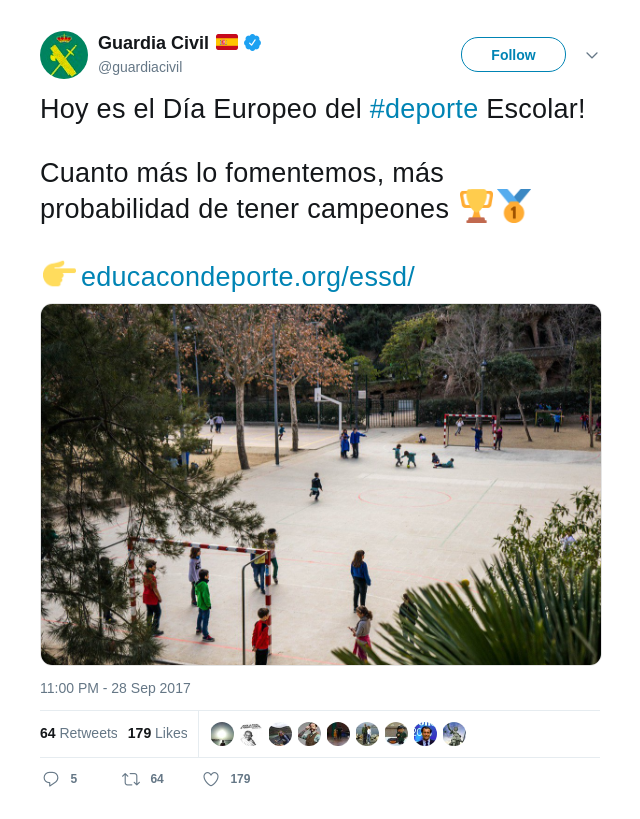 Guardia Civil
@guardiacivil
Follow
Hoy es el Día Europeo del #deporte Escolar!
Cuanto más lo fomentemos, más
probabilidad de tener campeones 🏆🥇
👉educacondeporte.org/essd/
11:00 PM - 28 Sep 2017
64 Retweets 179 Likes
5 64 179